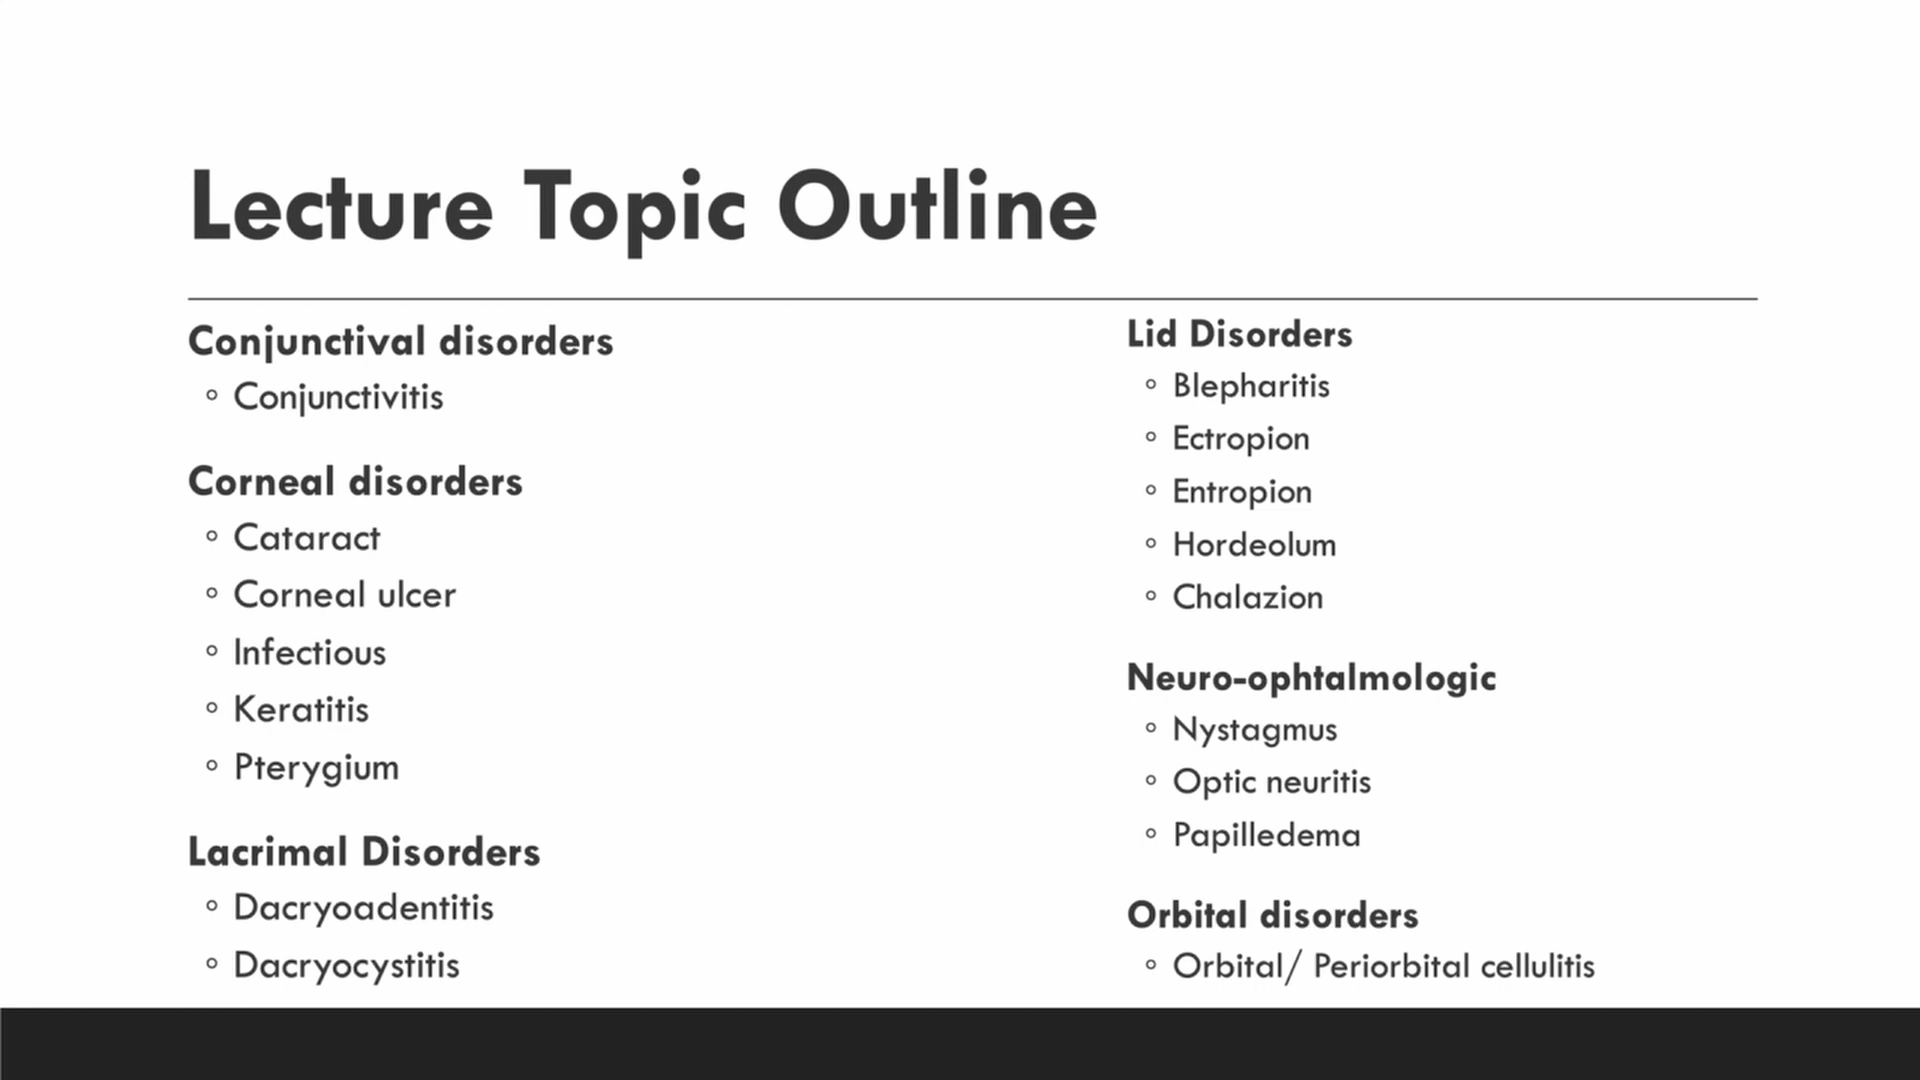 Lecture Topic Outline
Conjunctival disorders
◦ Conjunctivitis
Corneal disorders
◦ Cataract
◦ Corneal ulcer
◦ Infectious
◦ Keratitis
◦ Pterygium
Lacrimal Disorders
◦ Dacryoadentitis
◦ Dacryocystitis
Lid Disorders
◦ Blepharitis
◦ Ectropion
◦ Entropion
◦ Hordeolum
◦ Chalazion
Neuro-ophtalmologic
◦ Nystagmus
◦ Optic neuritis
◦ Papilledema
Orbital disorders
◦ Orbital/ Periorbital cellulitis